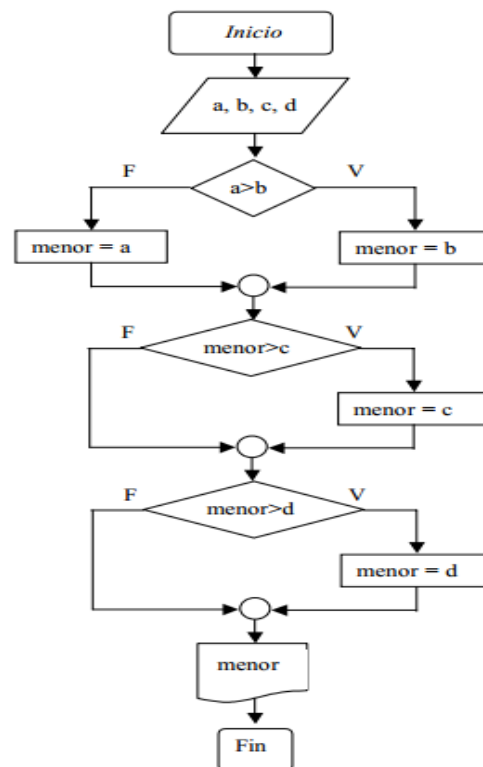 Inicio
a, b, c, d
F
V
a>b
menor = a
menor = b
F
V
menor>c
menor = c
F
V
menor>d
menor = d
menor
Fin